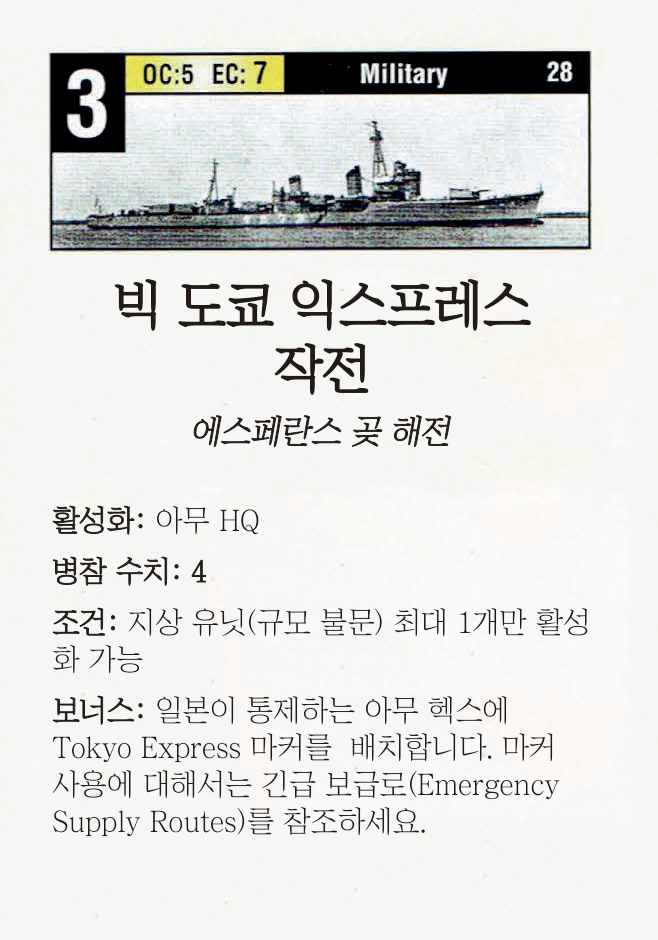 3
OC:5 EC: 7 Military 28
빅 도쿄 익스프레스
작전
에스페란스 곶 해전
활성화: 아무 HQ
병참 수치: 4
조건: 지상 유닛(규모 불문) 최대 1개만 활성
화 가능
보너스: 일본이 통제하는 아무 헥스에
Tokyo Express 마커를 배치합니다. 마커
사용에 대해서는 긴급 보급로(Emergency
Supply Routes)를 참조하세요.